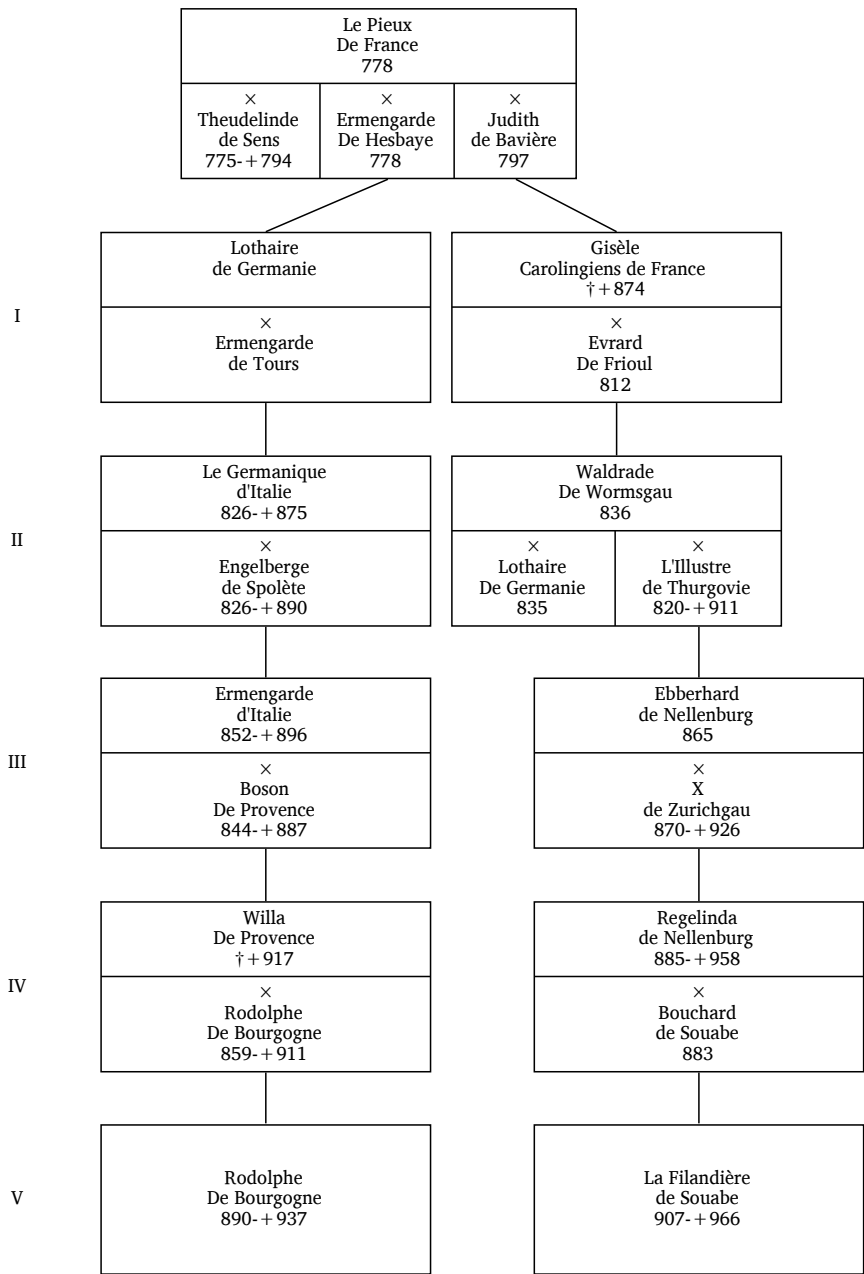 Le Pieux
De France
778
×
Theudelinde
de Sens
775-+794
×
Ermengarde
De Hesbaye
778
×
Judith
de Bavière
797
I
Lothaire
de Germanie
×
Ermengarde
de Tours
Gisèle
Carolingiens de France
†+874
×
Evrard
De Frioul
812
II
Le Germanique
d'Italie
826-+875
×
Engelberge
de Spolète
826-+890
Waldrade
De Wormsgau
836
×
Lothaire
De Germanie
835
×
L'Illustre
de Thurgovie
820-+911
III
Ermengarde
d'Italie
852-+896
×
Boson
De Provence
844-+887
Ebberhard
de Nellenburg
865
×
X
de Zurichgau
870-+926
IV
Willa
De Provence
†+917
×
Rodolphe
De Bourgogne
859-+911
Regelinda
de Nellenburg
885-+958
×
Bouchard
de Souabe
883
V
Rodolphe
De Bourgogne
890-+937
La Filandière
de Souabe
907-+966